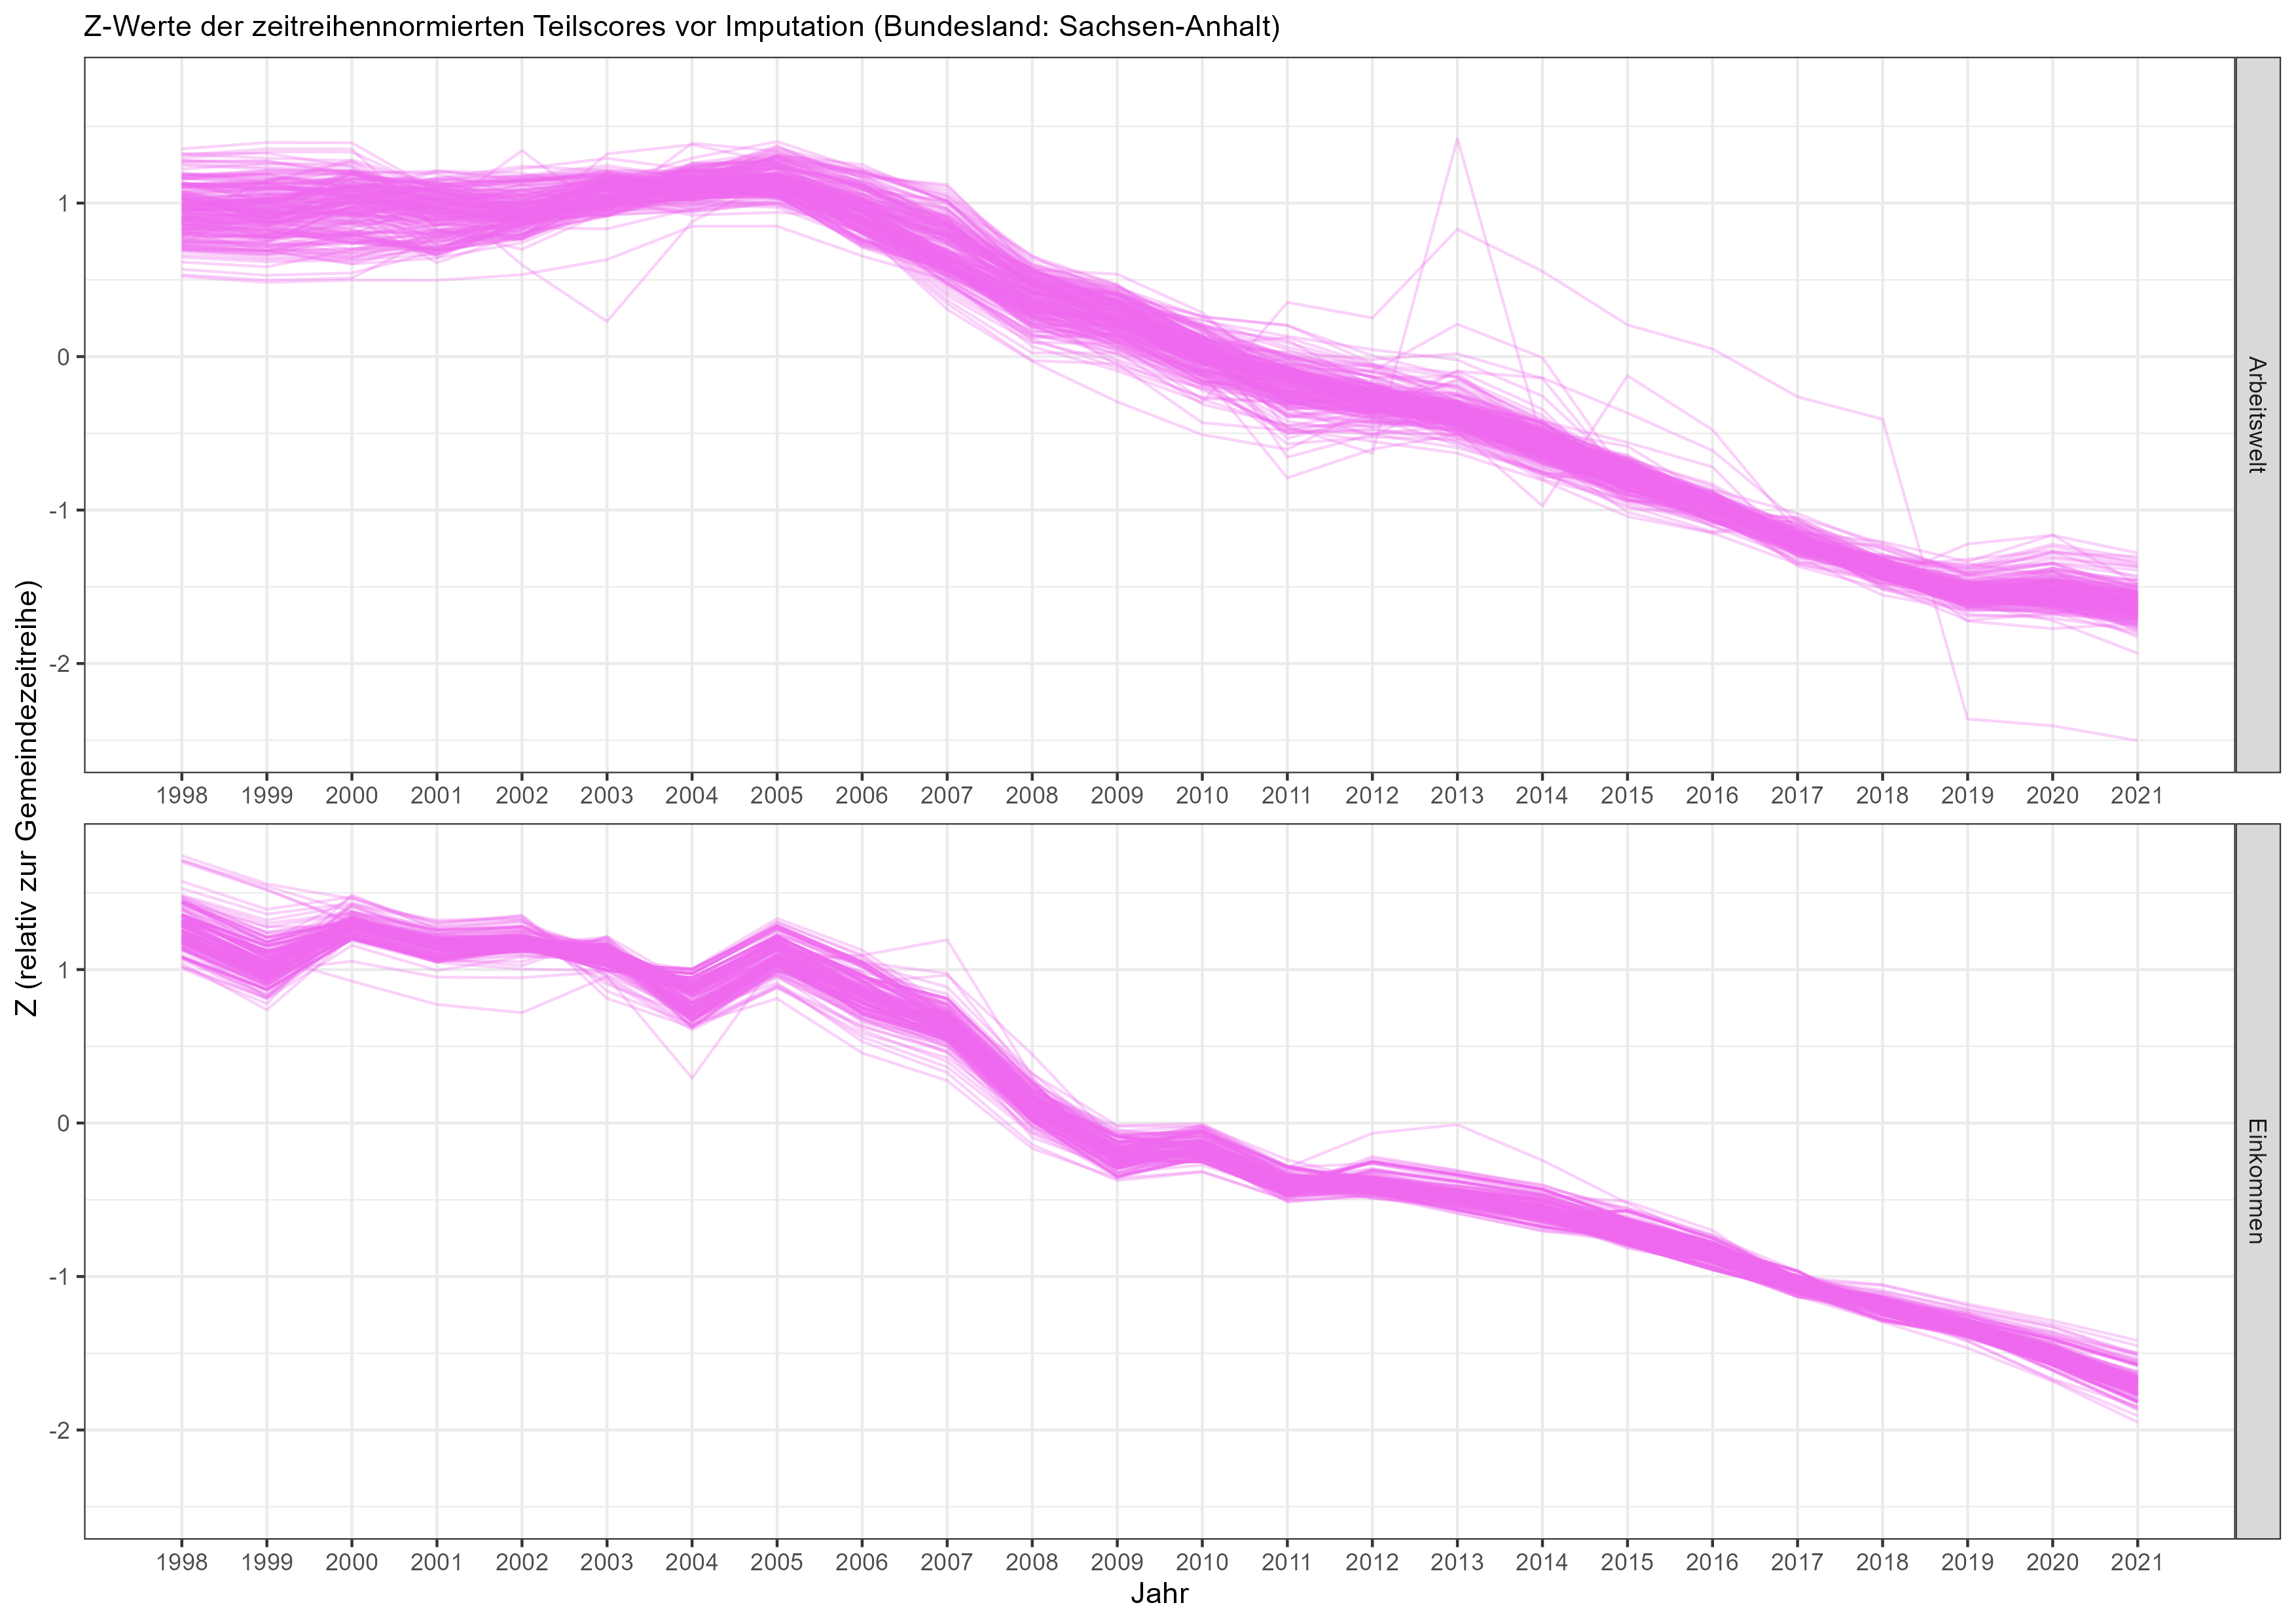 Z-Werte der zeitreihennormierten Teilscores vor Imputation (Bundesland: Sachsen-Anhalt)
Z (relativ zur Gemeindezeitreihe)
1
0
-1
-2
Arbeitswelt
1998 1999 2000 2001 2002 2003 2004 2005 2006 2007 2008 2009 2010 2011 2012 2013 2014 2015 2016 2017 2018 2019 2020 2021
1
0
-1
-2
Einkommen
1998 1999 2000 2001 2002 2003 2004 2005 2006 2007 2008 2009 2010 2011 2012 2013 2014 2015 2016 2017 2018 2019 2020 2021
Jahr